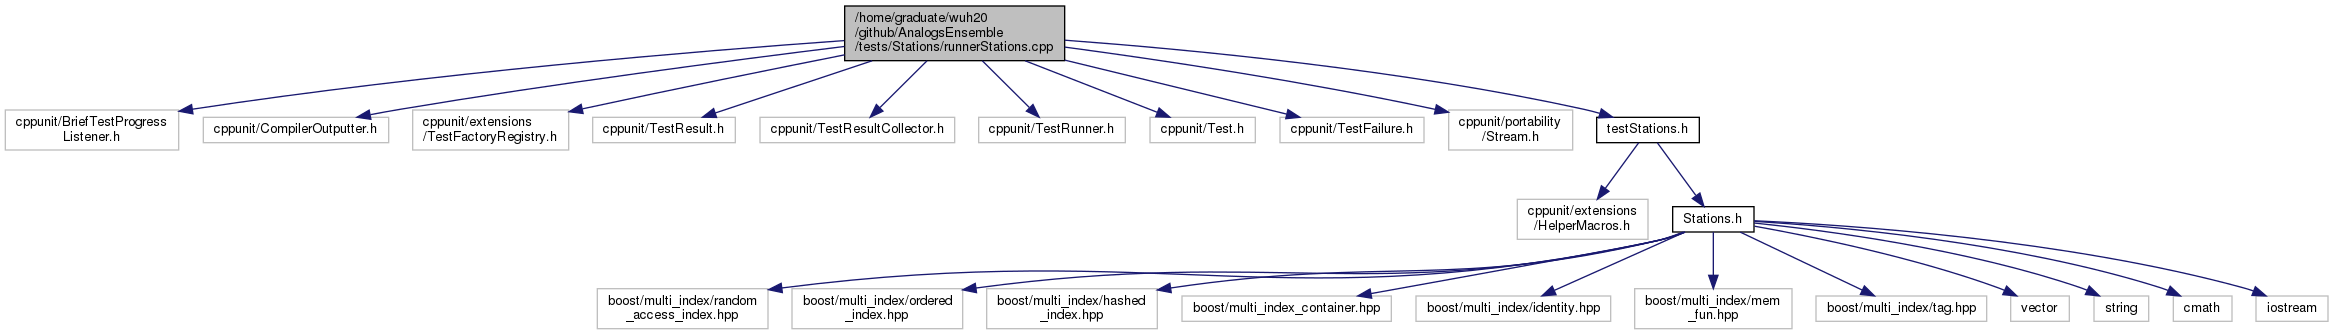 /home/graduate/wuh20
/github/AnalogsEnsemble
/tests/Stations/runnerStations.cpp
cppunit/BriefTestProgress
Listener.h
cppunit/CompilerOutputter.h
cppunit/extensions
/TestFactoryRegistry.h
cppunit/TestResult.h
cppunit/TestResultCollector.h
cppunit/TestRunner.h
cppunit/Test.h
cppunit/TestFailure.h
cppunit/portability
/Stream.h
testStations.h
cppunit/extensions
/HelperMacros.h
Stations.h
boost/multi_index/random
_access_index.hpp
boost/multi_index/ordered
_index.hpp
boost/multi_index/hashed
_index.hpp
boost/multi_index_container.hpp
boost/multi_index/identity.hpp
boost/multi_index/mem
_fun.hpp
boost/multi_index/tag.hpp
vector
string
cmath
iostream